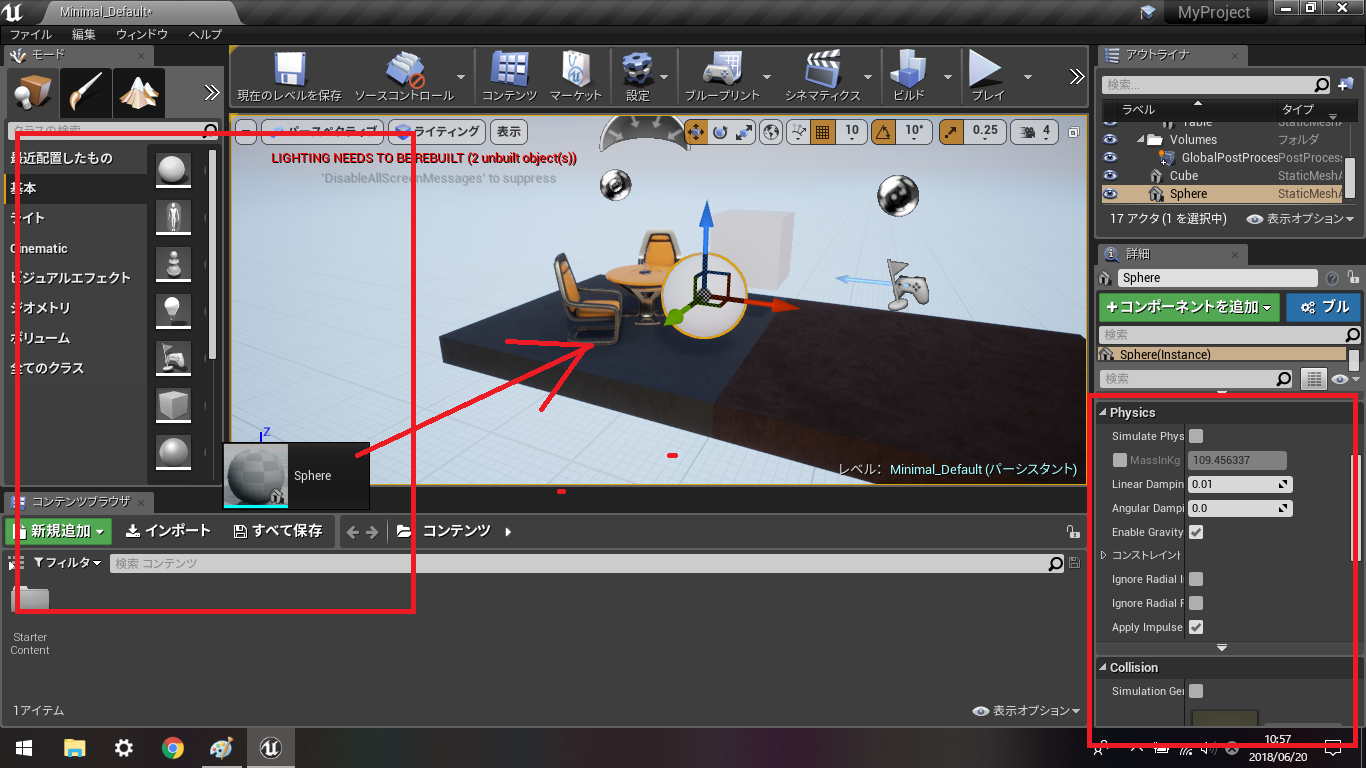 Minimal_Default*
MyProject
ファイル 編集 ウィンドウ ヘルプ
モード
クラスの検索
最近配置したもの
基本
ライト
Cinematic
ビジュアルエフェクト
ジオメトリ
ボリューム
全てのクラス
現在のレベルを保存 ソースコントロール コンテンツ マーケット 設定 ブループリント シネマティクス ビルド プレイ
パースペクティブ ライティング 表示
10 10° 0.25 4
LIGHTING NEEDS TO BE REBUILT (2 unbuilt object(s))
'DisableAllScreenMessages' to suppress
Z
Sphere
レベル: Minimal_Default (パーシスタント)
コンテンツブラウザ
新規追加 インポート すべて保存 コンテンツ
フィルタ 検索 コンテンツ
Starter
Content
1アイテム
表示オプション
アウトライナ
検索...
ラベル タイプ
Table StaticMeshA
Volumes フォルダ
GlobalPostProces PostProcess
Cube StaticMeshA
Sphere StaticMeshA
17 アクタ (1 を選択中) 表示オプション
詳細
Sphere
+コンポーネントを追加 ブル
検索
Sphere(Instance)
検索
Physics
Simulate Phys
MassInKg 109.456337
Linear Dampin 0.01
Angular Dampi 0.0
Enable Gravity
コンストレイント
Ignore Radial I
Ignore Radial F
Apply Impulse
Collision
Simulation Gen
10:57
2018/06/20